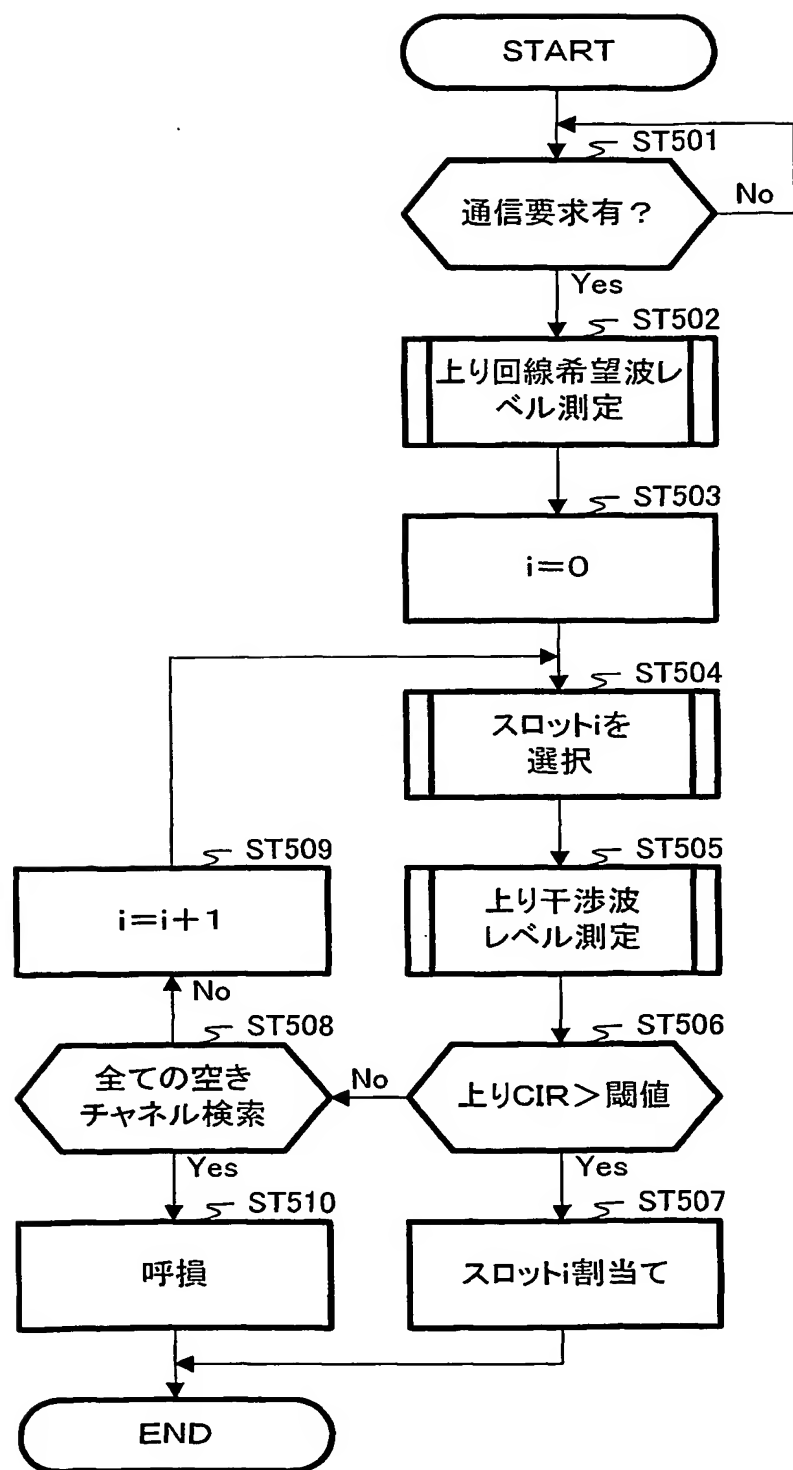 START
ST501
通信要求有？
No
Yes
ST502
上り回線希望波レ
ベル測定
ST503
i＝0
ST504
スロットiを
選択
ST505
上り干渉波
レベル測定
ST506
上りCIR＞閾値
No
Yes
ST507
スロットi割当て
ST508
全ての空き
チャネル検索
No
ST509
i＝i＋1
Yes
ST510
呼損
END